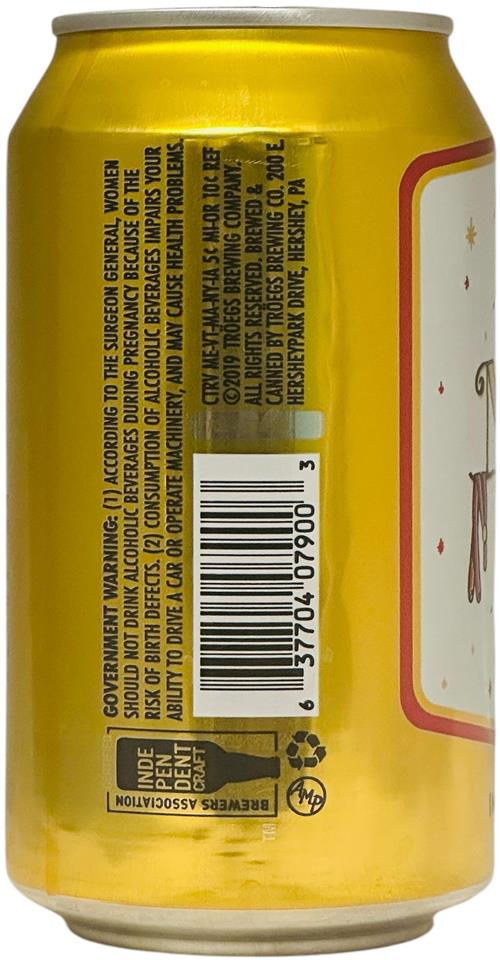 GOVERNMENT WARNING: (1) ACCORDING TO THE SURGEON GENERAL, WOMEN
SHOULD NOT DRINK ALCOHOLIC BEVERAGES DURING PREGNANCY BECAUSE OF THE
RISK OF BIRTH DEFECTS. (2) CONSUMPTION OF ALCOHOLIC BEVERAGES IMPAIRS YOUR
ABILITY TO DRIVE A CAR OR OPERATE MACHINERY, AND MAY CAUSE HEALTH PROBLEMS.
CTRV ME-VT-MA-NY-IA 5¢ MI-OR 10¢ REF
©2019 TRÖEGS BREWING COMPANY.
ALL RIGHTS RESERVED. BREWED &
CANNED BY TRÖEGS BREWING CO. 200 E.
HERSHEYPARK DRIVE, HERSHEY, PA
6 37704 07900 3
INDE
PEN
DENT
CRAFT
BREWERS ASSOCIATION
TM
AMP